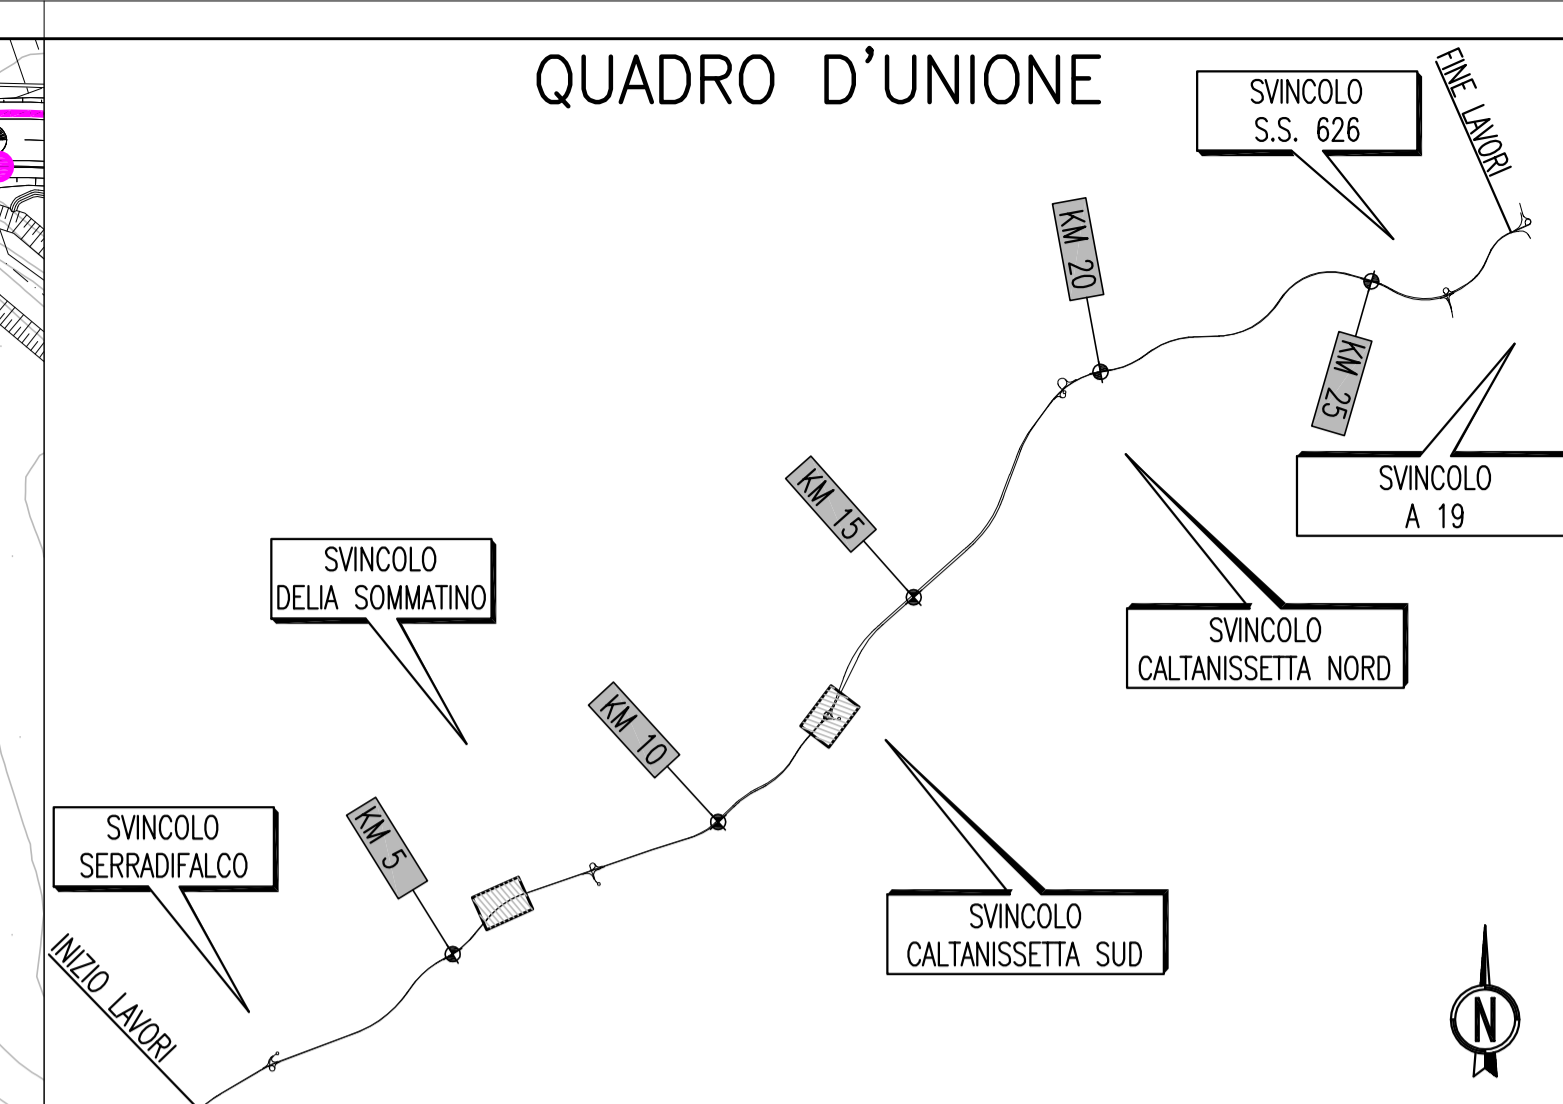 QUADRO D'UNIONE
SVINCOLO
S.S. 626
FINE LAVORI
KM 20
KM 25
SVINCOLO
A 19
KM 15
SVINCOLO
DELIA SOMMATINO
SVINCOLO
CALTANISSETTA NORD
KM 10
KM 5
SVINCOLO
SERRADIFALCO
SVINCOLO
CALTANISSETTA SUD
INIZIO LAVORI
N